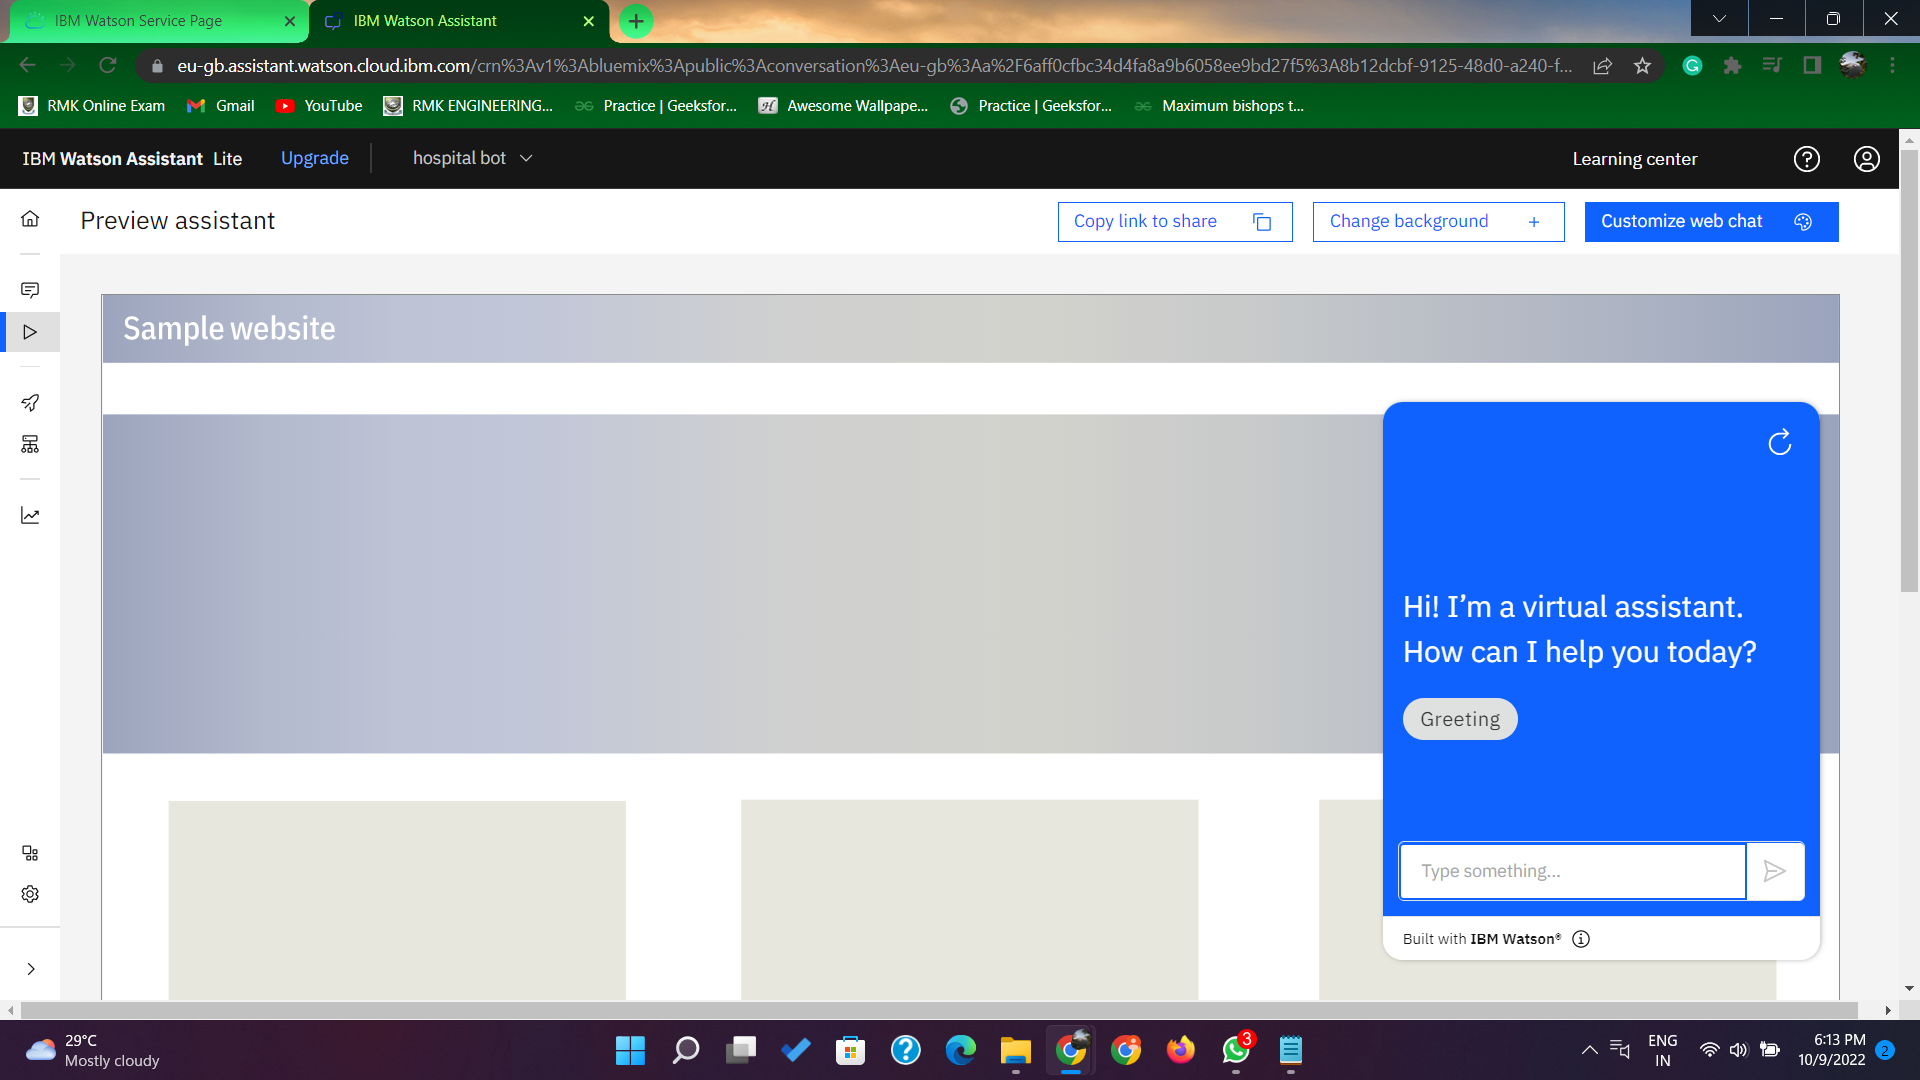 IBM Watson Service Page
IBM Watson Assistant
eu-gb.assistant.watson.cloud.ibm.com/crn%3Av1%3Abluemix%3Apublic%3Aconversation%3Aeu-gb%3Aa%2F6aff0cfbc34d4fa8a9b6058ee9bd27f5%3A8b12dcbf-9125-48d0-a240-f...
RMK Online Exam
Gmail
YouTube
RMK ENGINEERING...
Practice | Geeksfor...
Awesome Wallpape...
Practice | Geeksfor...
Maximum bishops t...
IBM Watson Assistant Lite
Upgrade
hospital bot
Learning center
Preview assistant
Copy link to share
Change background
Customize web chat
Sample website
Hi! I’m a virtual assistant.
How can I help you today?
Greeting
Type something...
Built with IBM Watson®
29°C
Mostly cloudy
3
ENG
IN
6:13 PM
10/9/2022
2